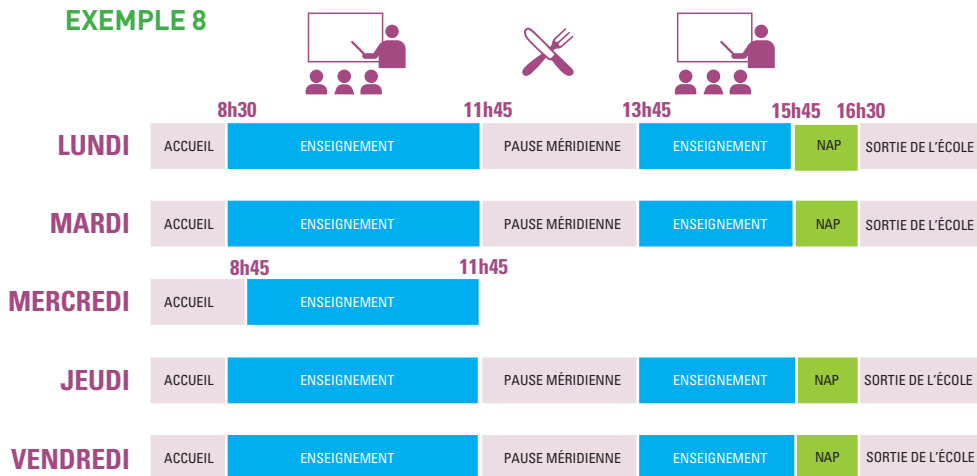 EXEMPLE 8
8h30 11h45 13h45 15h45 16h30
LUNDI ACCUEIL ENSEIGNEMENT PAUSE MÉRIDIENNE ENSEIGNEMENT NAP SORTIE DE L'ÉCOLE
MARDI ACCUEIL ENSEIGNEMENT PAUSE MÉRIDIENNE ENSEIGNEMENT NAP SORTIE DE L'ÉCOLE
8h45 11h45
MERCREDI ACCUEIL ENSEIGNEMENT
JEUDI ACCUEIL ENSEIGNEMENT PAUSE MÉRIDIENNE ENSEIGNEMENT NAP SORTIE DE L'ÉCOLE
VENDREDI ACCUEIL ENSEIGNEMENT PAUSE MÉRIDIENNE ENSEIGNEMENT NAP SORTIE DE L'ÉCOLE